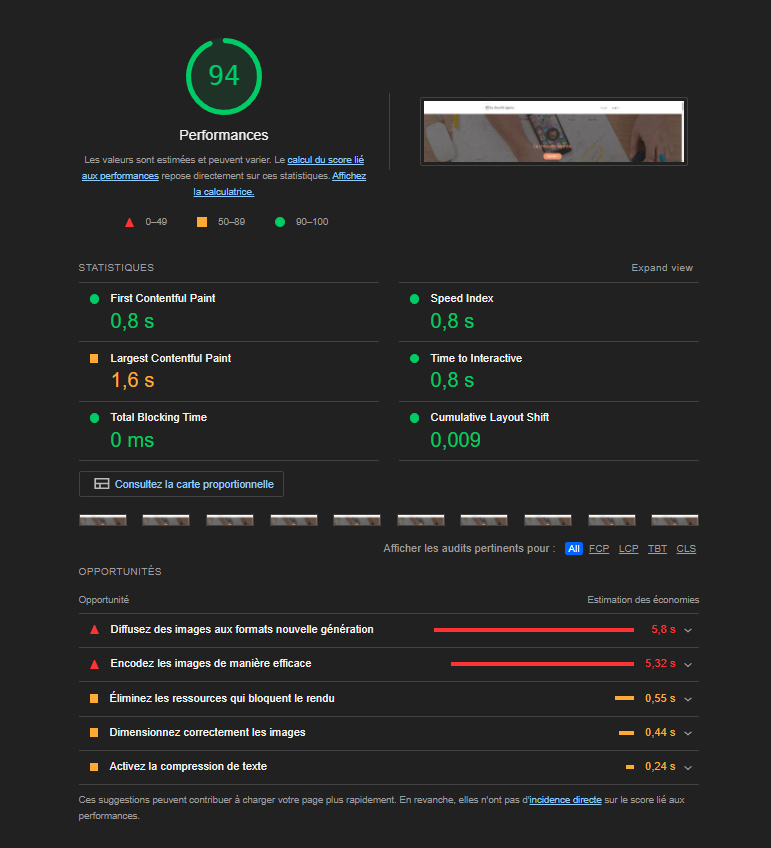 94
Performances
Les valeurs sont estimées et peuvent varier. Le calcul du score lié
aux performances repose directement sur ces statistiques. Affichez
la calculatrice.
0–49
50–89
90–100
STATISTIQUES
Expand view
First Contentful Paint
0,8 s
Speed Index
0,8 s
Largest Contentful Paint
1,6 s
Time to Interactive
0,8 s
Total Blocking Time
0 ms
Cumulative Layout Shift
0,009
Consultez la carte proportionnelle
Afficher les audits pertinents pour : All FCP LCP TBT CLS
OPPORTUNITÉS
Opportunité
Estimation des économies
Diffusez des images aux formats nouvelle génération
5,8 s
Encodez les images de manière efficace
5,32 s
Éliminez les ressources qui bloquent le rendu
0,55 s
Dimensionnez correctement les images
0,44 s
Activez la compression de texte
0,24 s
Ces suggestions peuvent contribuer à charger votre page plus rapidement. En revanche, elles n'ont pas d'incidence directe sur le score lié aux
performances.